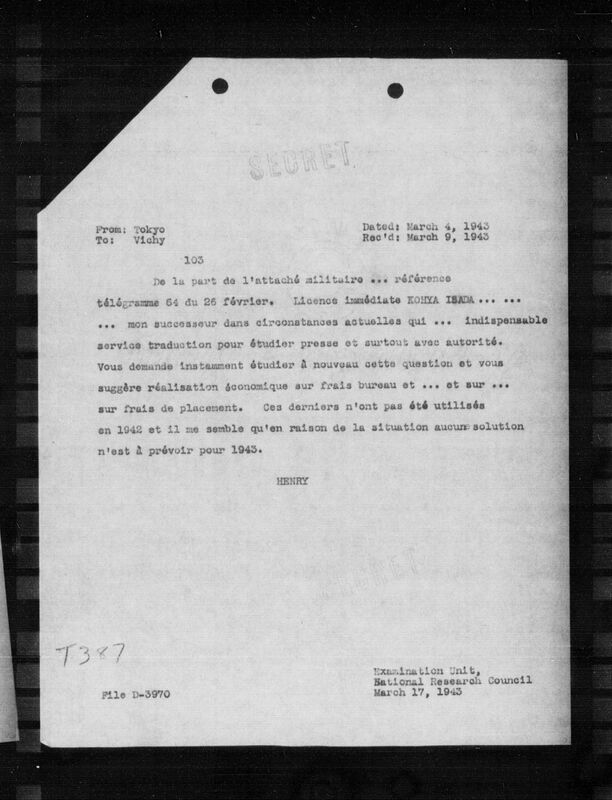 SECRET
From: Tokyo
To: Vichy
Dated: March 4, 1943
Rec'd: March 9, 1943
103
De la part de l'attaché militaire ... référence
télégramme 64 du 26 février. Licence immédiate KOHYA ISADA ... ...
... mon successeur dans circonstances actuelles qui ... indispensable
service traduction pour étudier presse et surtout avec autorité.
Vous demande instamment étudier à nouveau cette question et vous
suggère réalisation économique sur frais bureau et ... et sur ...
sur frais de placement. Ces derniers n'ont pas été utilisés
en 1942 et il me semble qu'en raison de la situation aucune solution
n'est à prévoir pour 1943.
HENRY
SECRET
T387
File D-3970
Examination Unit,
National Research Council
March 17, 1943